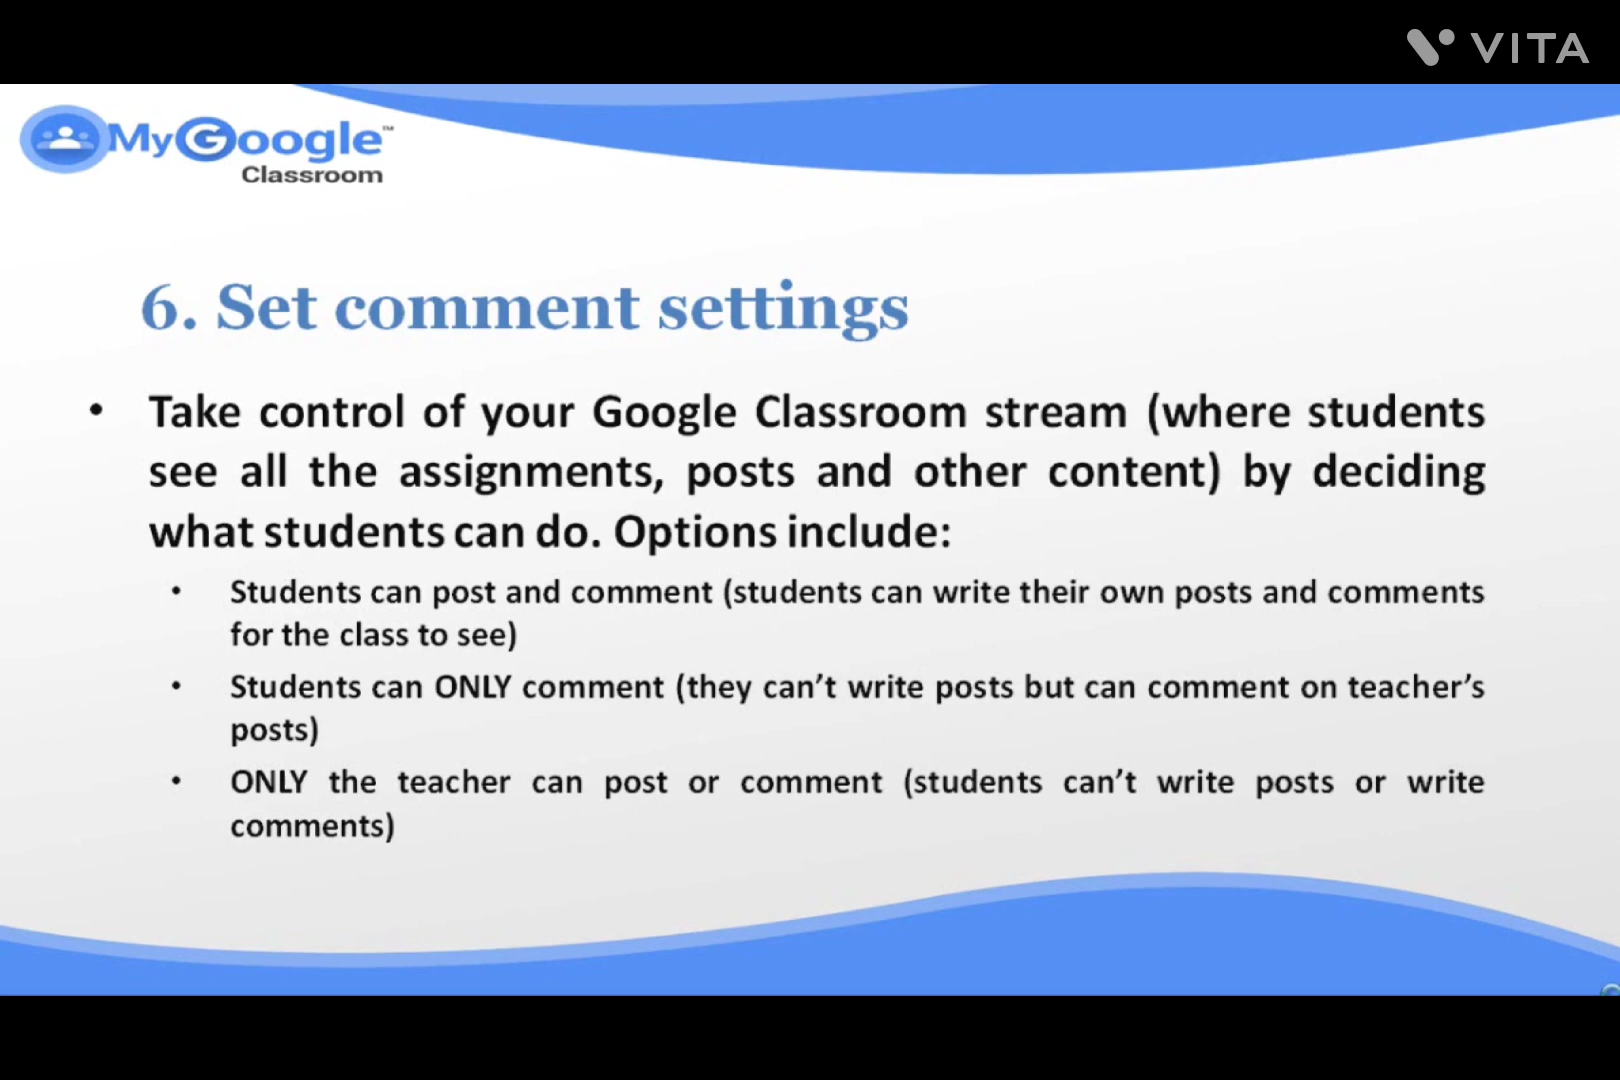 VITA
MyGoogle™
Classroom
6. Set comment settings
• Take control of your Google Classroom stream (where students
see all the assignments, posts and other content) by deciding
what students can do. Options include:
• Students can post and comment (students can write their own posts and comments
for the class to see)
• Students can ONLY comment (they can’t write posts but can comment on teacher’s
posts)
• ONLY the teacher can post or comment (students can’t write posts or write
comments)